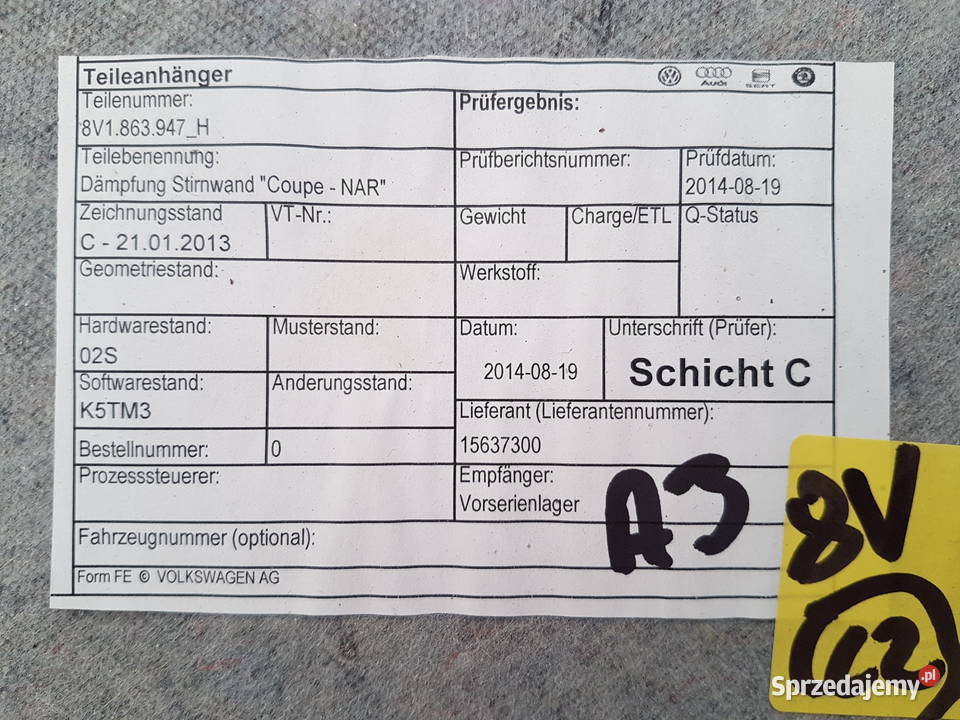 Teileanhänger
Audi
SEAT
Teilenummer:
8V1.863.947_H
Prüfergebnis:
Teilebenennung:
Dämpfung Stirnwand "Coupe - NAR"
Prüfberichtsnummer:
Prüfdatum:
2014-08-19
Zeichnungsstand
C - 21.01.2013
VT-Nr.:
Gewicht
Charge/ETL
Q-Status
Geometriestand:
Werkstoff:
Hardwarestand:
02S
Musterstand:
Datum:
2014-08-19
Unterschrift (Prüfer):
Schicht C
Softwarestand:
K5TM3
Änderungsstand:
Lieferant (Lieferantennummer):
15637300
Bestellnummer:
0
Prozesssteuerer:
Empfänger:
Vorserienlager
Fahrzeugnummer (optional):
Form FE © VOLKSWAGEN AG
A3
8V
12
Sprzedajemy.pl